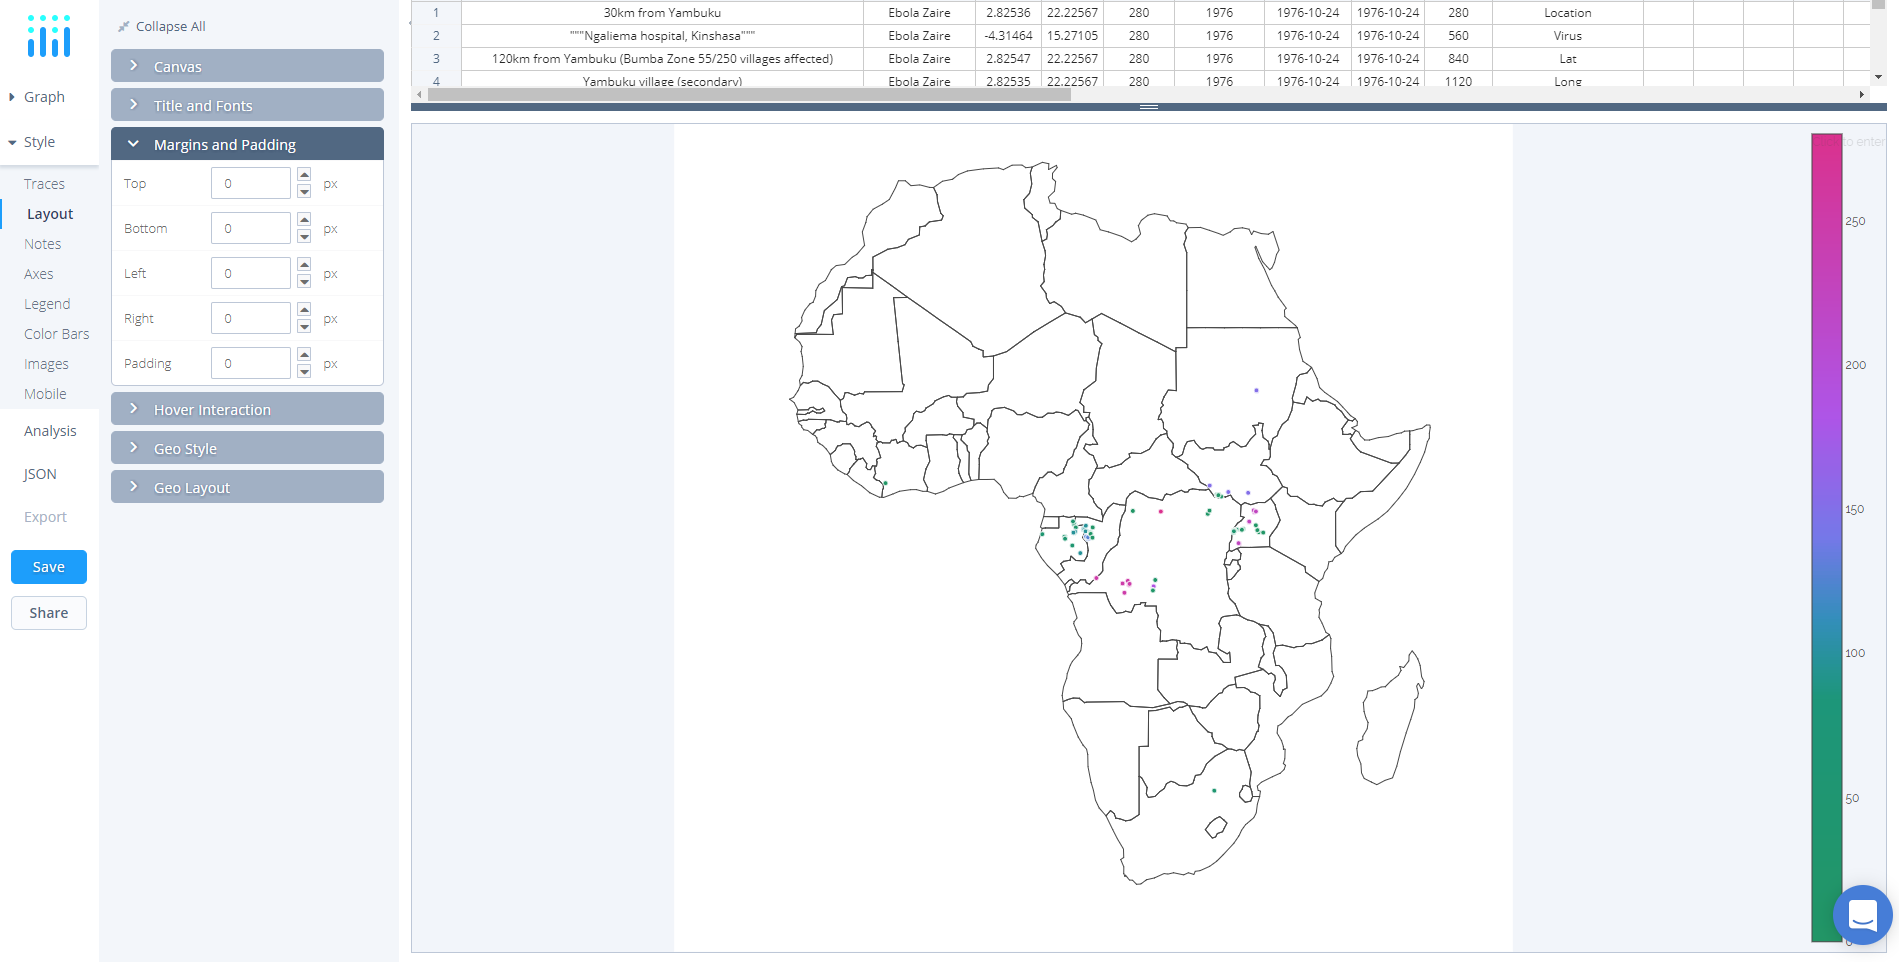 Collapse All
Canvas
Title and Fonts
Margins and Padding
Top 0 px
Bottom 0 px
Left 0 px
Right 0 px
Padding 0 px
Hover Interaction
Geo Style
Geo Layout
Graph
Style
Traces
Layout
Notes
Axes
Legend
Color Bars
Images
Mobile
Analysis
JSON
Export
Save
Share
1 30km from Yambuku Ebola Zaire 2.82536 22.22567 280 1976 1976-10-24 1976-10-24 280 Location
2 """Ngaliema hospital, Kinshasa""" Ebola Zaire -4.31464 15.27105 280 1976 1976-10-24 1976-10-24 560 Virus
3 120km from Yambuku (Bumba Zone 55/250 villages affected) Ebola Zaire 2.82547 22.22567 280 1976 1976-10-24 1976-10-24 840 Lat
4 Yambuku village (secondary) Ebola Zaire 2.82535 22.22567 280 1976 1976-10-24 1976-10-24 1120 Long
to enter
250
200
150
100
50